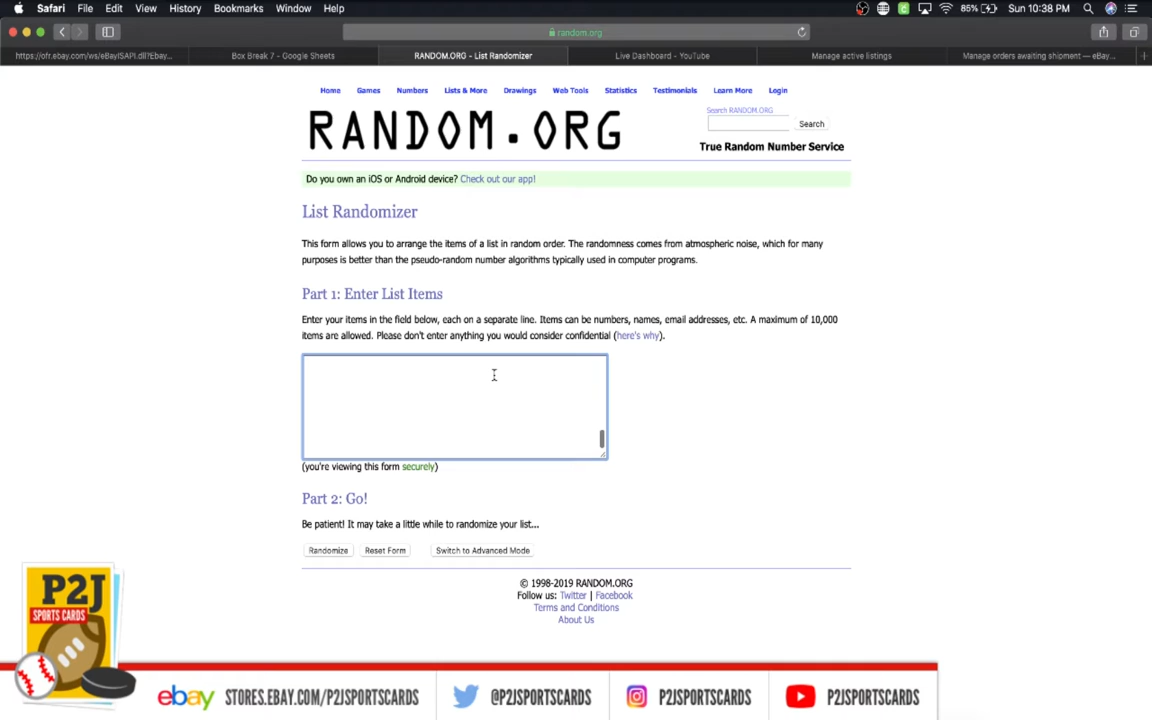 Safari File Edit View History Bookmarks Window Help 85% Sun 10:38 PM
random.org
https://ofr.ebay.com/ws/eBayISAPI.dll?Ebay... Box Break 7 - Google Sheets RANDOM.ORG - List Randomizer Live Dashboard - YouTube Manage active listings Manage orders awaiting shipment — eBay...
Home Games Numbers Lists & More Drawings Web Tools Statistics Testimonials Learn More Login
Search RANDOM.ORG
RANDOM.ORG
Search
True Random Number Service
Do you own an iOS or Android device? Check out our app!
List Randomizer
This form allows you to arrange the items of a list in random order. The randomness comes from atmospheric noise, which for many
purposes is better than the pseudo-random number algorithms typically used in computer programs.
Part 1: Enter List Items
Enter your items in the field below, each on a separate line. Items can be numbers, names, email addresses, etc. A maximum of 10,000
items are allowed. Please don't enter anything you would consider confidential (here's why).
(you're viewing this form securely)
Part 2: Go!
Be patient! It may take a little while to randomize your list...
Randomize Reset Form Switch to Advanced Mode
© 1998-2019 RANDOM.ORG
Follow us: Twitter | Facebook
Terms and Conditions
About Us
P2J
SPORTS CARDS
ebay STORES.EBAY.COM/P2JSPORTSCARDS @P2JSPORTSCARDS P2JSPORTSCARDS P2JSPORTSCARDS